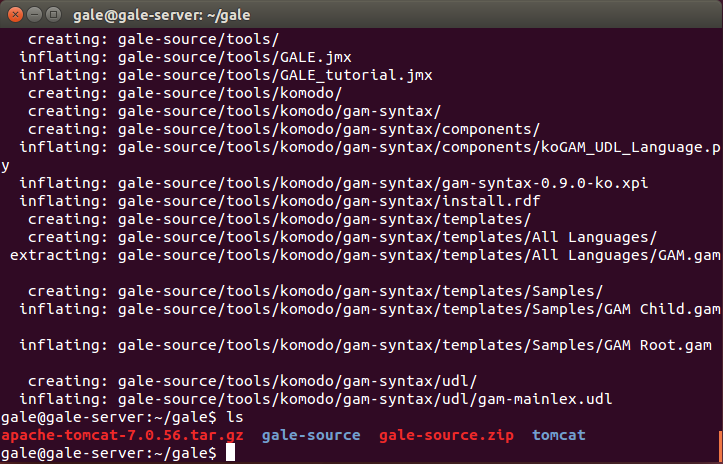 gale@gale-server: ~/gale
creating: gale-source/tools/
inflating: gale-source/tools/GALE.jmx
inflating: gale-source/tools/GALE_tutorial.jmx
creating: gale-source/tools/komodo/
creating: gale-source/tools/komodo/gam-syntax/
creating: gale-source/tools/komodo/gam-syntax/components/
inflating: gale-source/tools/komodo/gam-syntax/components/koGAM_UDL_Language.p
y
inflating: gale-source/tools/komodo/gam-syntax/gam-syntax-0.9.0-ko.xpi
inflating: gale-source/tools/komodo/gam-syntax/install.rdf
creating: gale-source/tools/komodo/gam-syntax/templates/
creating: gale-source/tools/komodo/gam-syntax/templates/All Languages/
extracting: gale-source/tools/komodo/gam-syntax/templates/All Languages/GAM.gam
creating: gale-source/tools/komodo/gam-syntax/templates/Samples/
inflating: gale-source/tools/komodo/gam-syntax/templates/Samples/GAM Child.gam
inflating: gale-source/tools/komodo/gam-syntax/templates/Samples/GAM Root.gam
creating: gale-source/tools/komodo/gam-syntax/udl/
inflating: gale-source/tools/komodo/gam-syntax/udl/gam-mainlex.udl
gale@gale-server:~/gale$ ls
apache-tomcat-7.0.56.tar.gz gale-source gale-source.zip tomcat
gale@gale-server:~/gale$